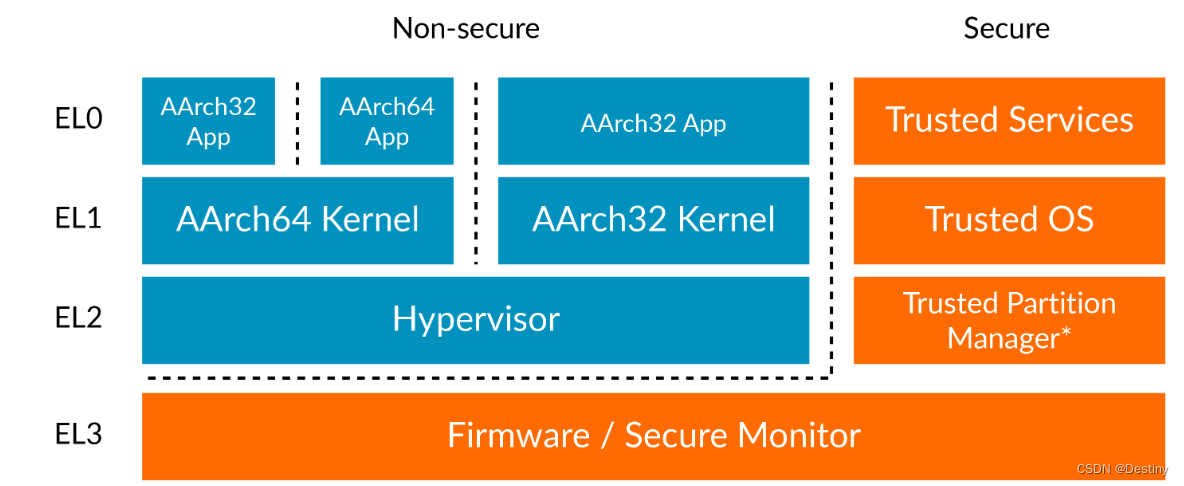 Non-secure
Secure
EL0
AArch32
App
AArch64
App
AArch32 App
Trusted Services
EL1
AArch64 Kernel
AArch32 Kernel
Trusted OS
EL2
Hypervisor
Trusted Partition
Manager*
EL3
Firmware / Secure Monitor
CSDN @Destiny